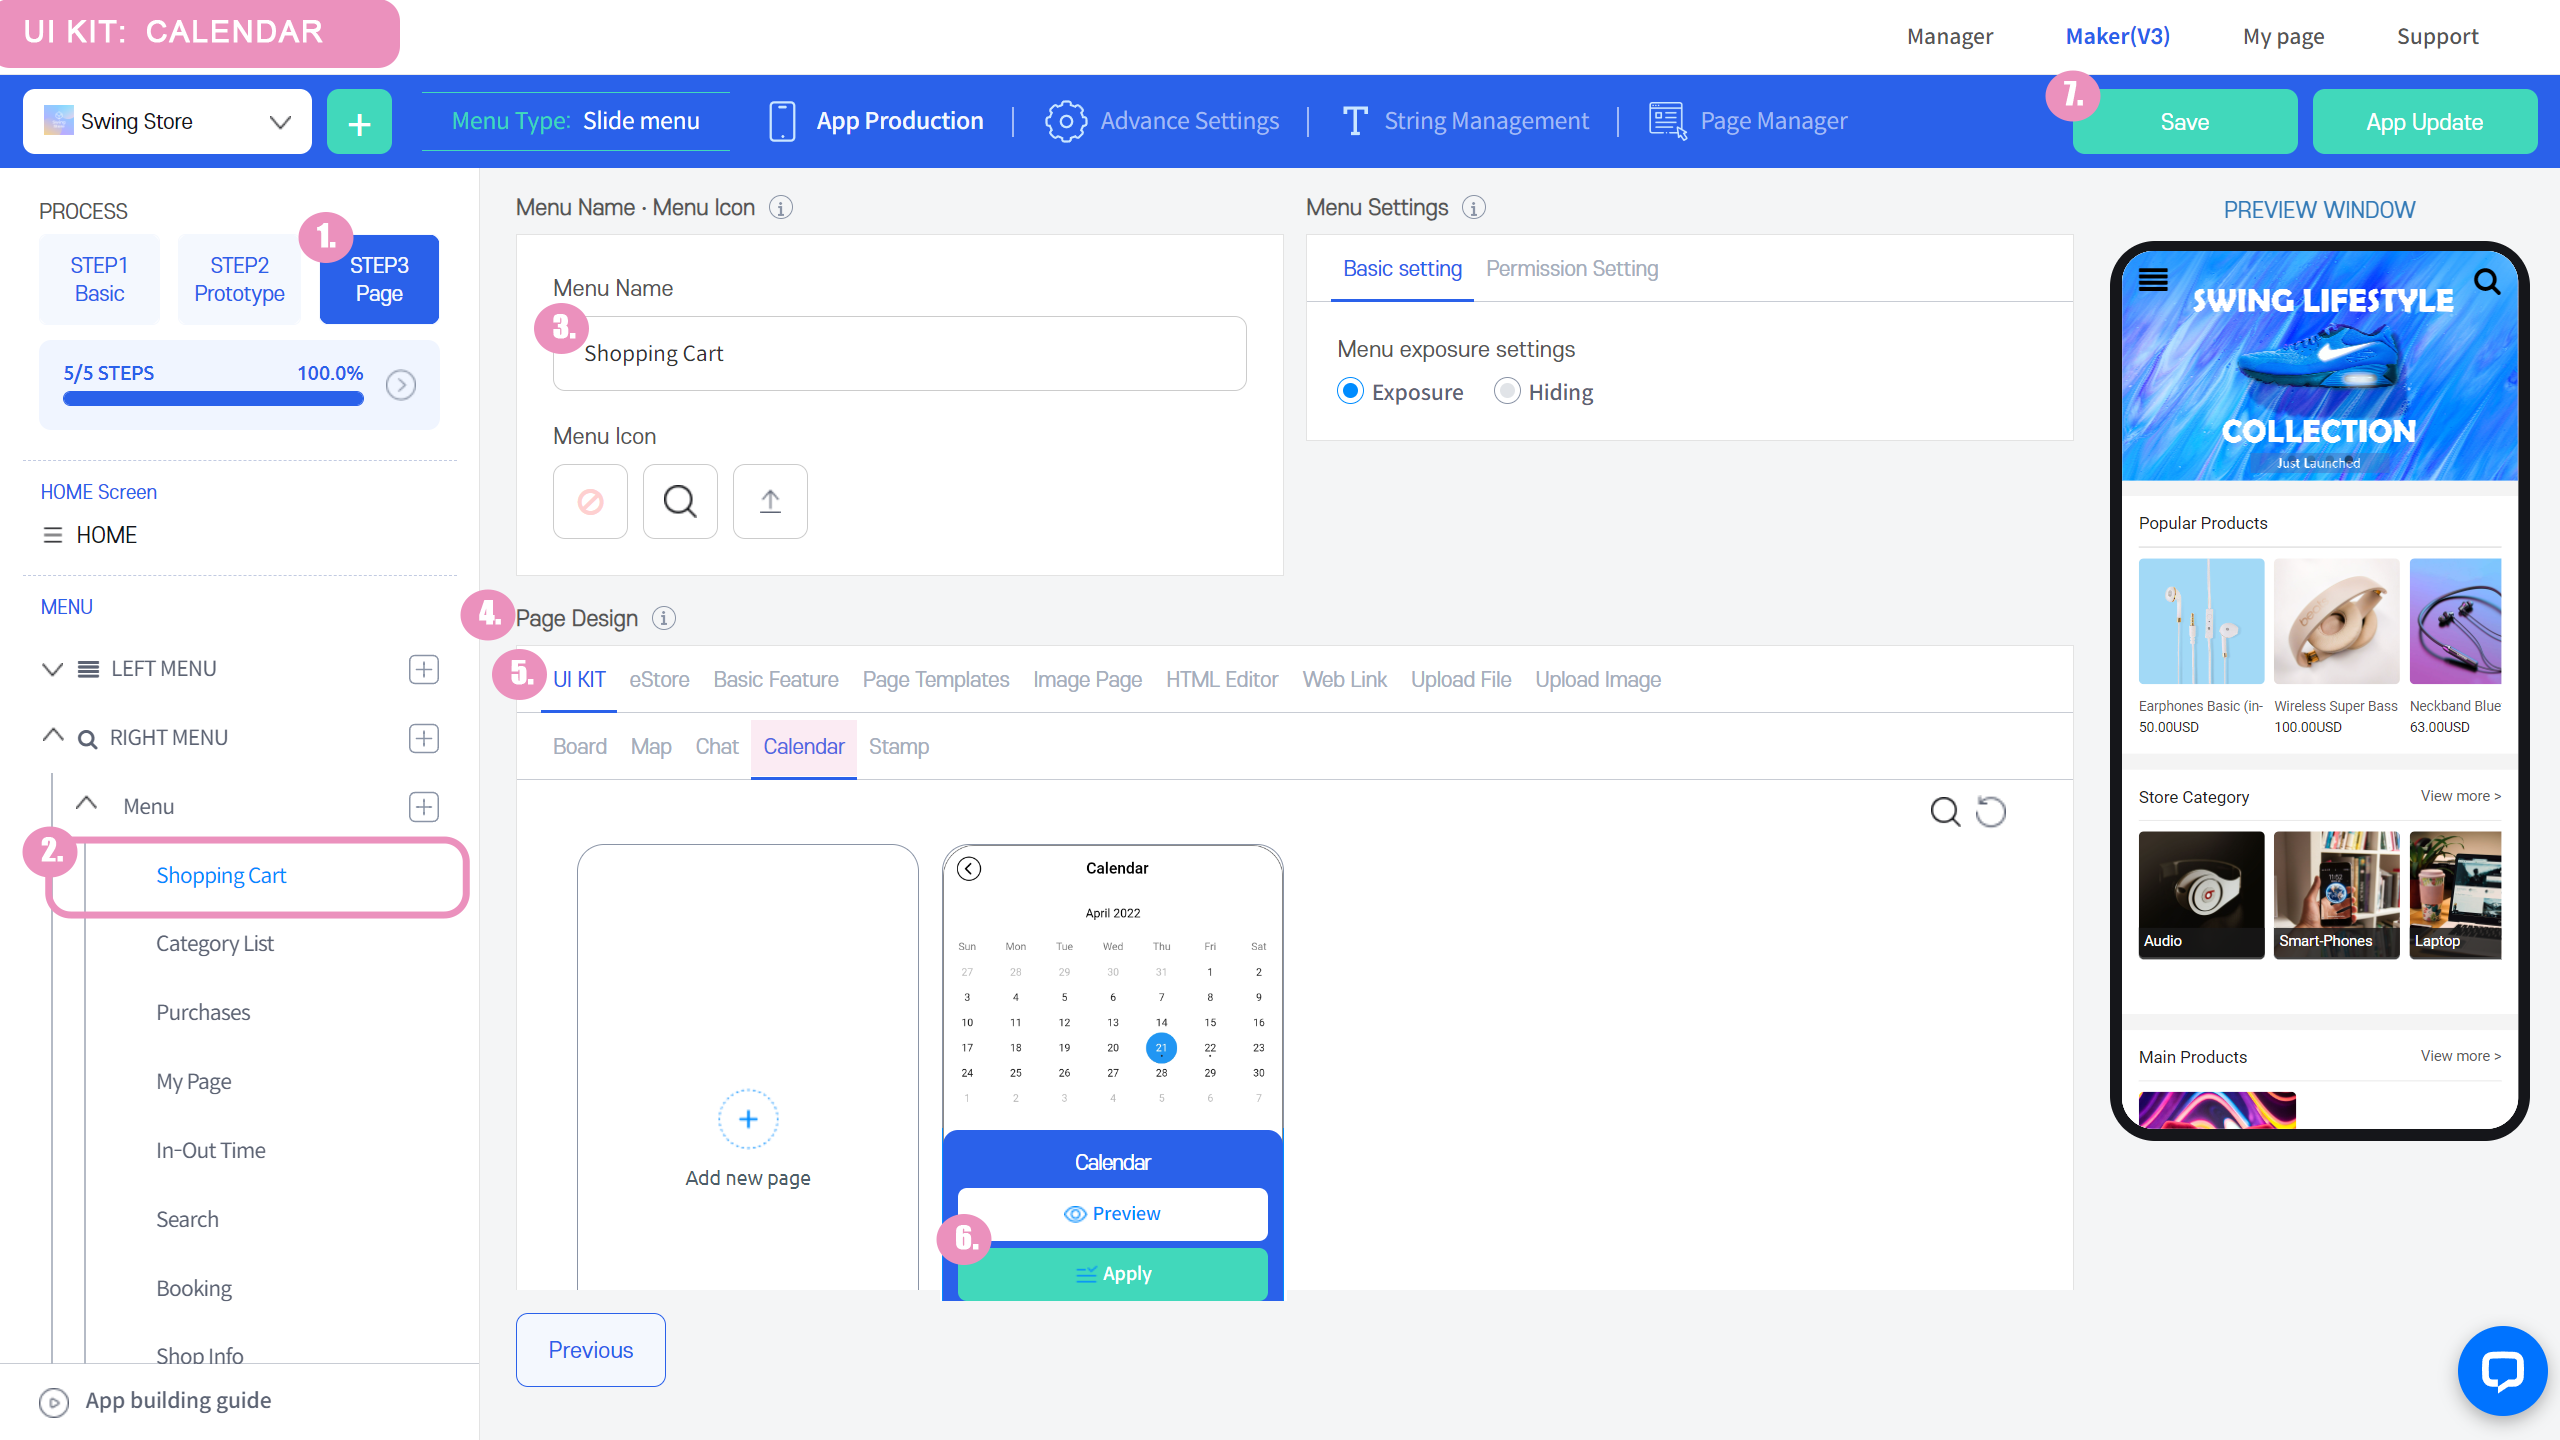 UI KIT: CALENDAR
Manager Maker(V3) My page Support
Swing Store + Menu Type: Slide menu App Production Advance Settings String Management Page Manager 7. Save App Update
PROCESS
1.
STEP1 Basic
STEP2 Prototype
STEP3 Page
5/5 STEPS 100.0%
HOME Screen
HOME
MENU
LEFT MENU
RIGHT MENU
Menu
2.
Shopping Cart
Category List
Purchases
My Page
In-Out Time
Search
Booking
Shop Info
App building guide
Menu Name · Menu Icon
Menu Name
3.
Shopping Cart
Menu Icon
Menu Settings
Basic setting Permission Setting
Menu exposure settings
Exposure Hiding
4. Page Design
5. UI KIT eStore Basic Feature Page Templates Image Page HTML Editor Web Link Upload File Upload Image
Board Map Chat Calendar Stamp
Add new page
Calendar
April 2022
Sun Mon Tue Wed Thu Fri Sat
27 28 29 30 31 1 2
3 4 5 6 7 8 9
10 11 12 13 14 15 16
17 18 19 20 21 22 23
24 25 26 27 28 29 30
1 2 3 4 5 6 7
Calendar
Preview
6.
Apply
Previous
PREVIEW WINDOW
SWING LIFESTYLE
COLLECTION
Just Launched
Popular Products
Earphones Basic (in- Wireless Super Bass Neckband Blue
50.00USD 100.00USD 63.00USD
Store Category View more >
Audio Smart-Phones Laptop
Main Products View more >